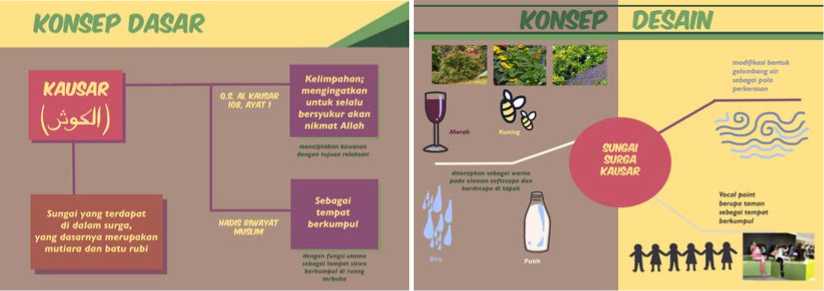 KONSEP DASAR
KAUSAR
(الكوثر)
Q.S. AL KAUSAR
108, AYAT 1
Kelimpahan;
mengingatkan
untuk selalu
bersyukur akan
nikmat Allah
menciptakan kawasan
dengan tujuan relaksasi
Sungai yang terdapat
di dalam surga,
yang dasarnya merupakan
mutiara dan batu rubi
HADIS RIWAYAT
MUSLIM
Sebagai
tempat
berkumpul
dengan fungsi utama
sebagai tempat siswa
berkumpul di ruang
terbuka
KONSEP DESAIN
Merah
Kuning
diterapkan sebagai warna
pada elemen softscape dan
hardscape di tapak
Biru
Putih
SUNGAI
SURGA
KAUSAR
modifikasi bentuk
gelombang air
sebagai pola
perkerasan
Vocal point
berupa taman
sebagai tempat
berkumpul